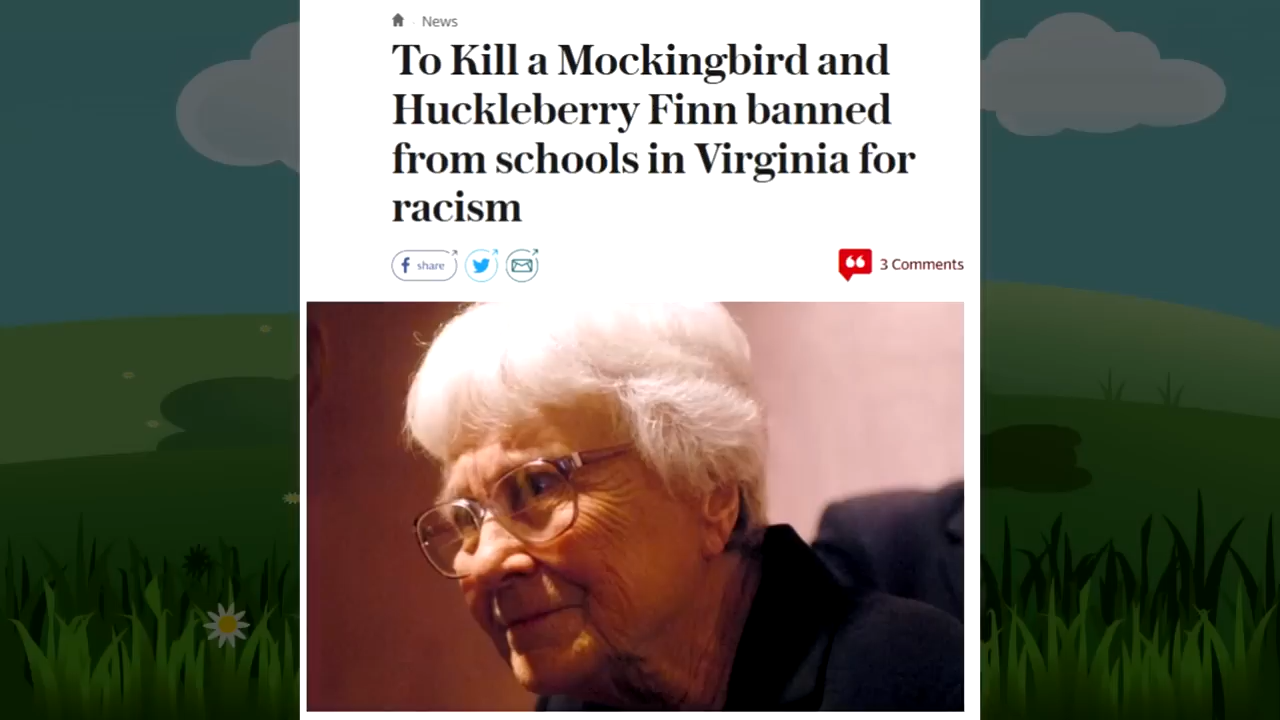 News
To Kill a Mockingbird and
Huckleberry Finn banned
from schools in Virginia for
racism
f share
3 Comments